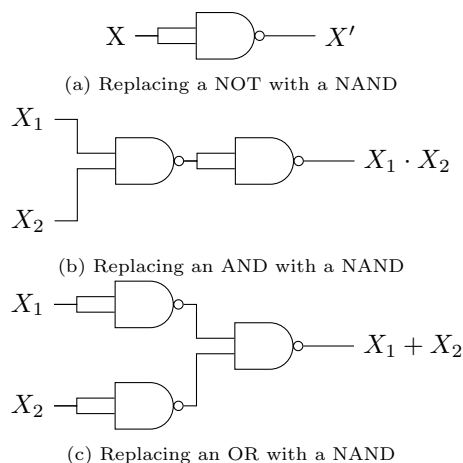 X X′
(a) Replacing a NOT with a NAND
X₁
X₁ · X₂
X₂
(b) Replacing an AND with a NAND
X₁
X₁ + X₂
X₂
(c) Replacing an OR with a NAND